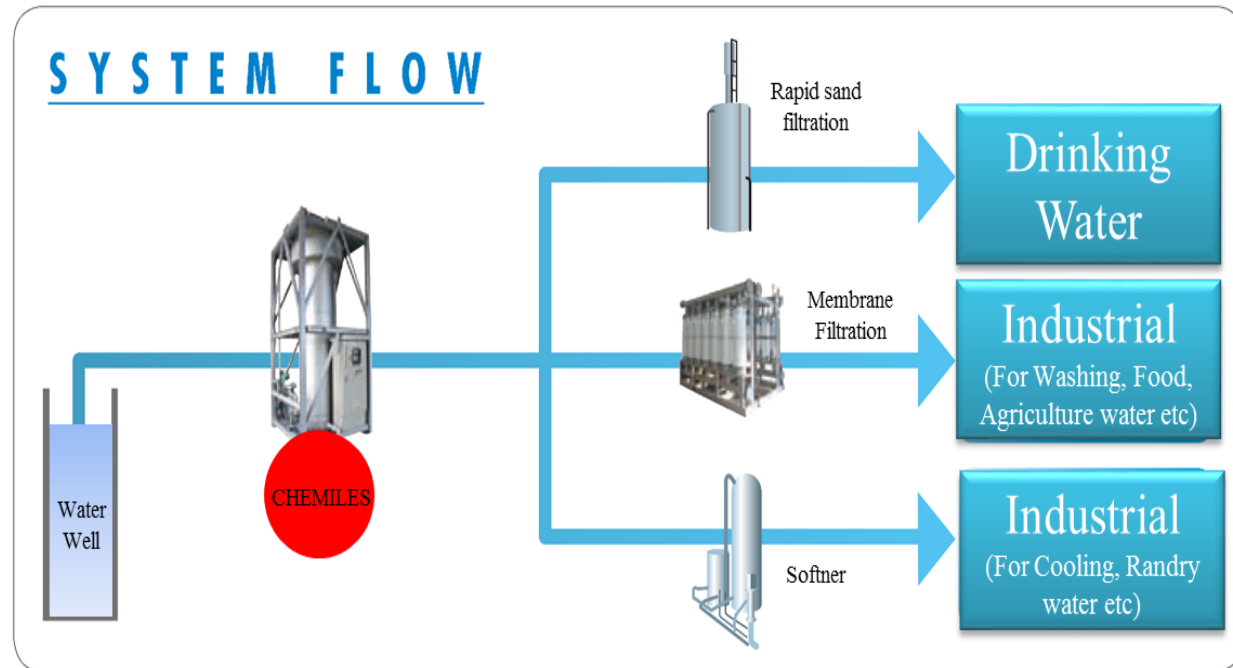 SYSTEM FLOW
Rapid sand
filtration
Drinking
Water
Membrane
Filtration
Industrial
(For Washing, Food,
Agriculture water etc)
CHEMILES
Water
Well
Softner
Industrial
(For Cooling, Randry
water etc)